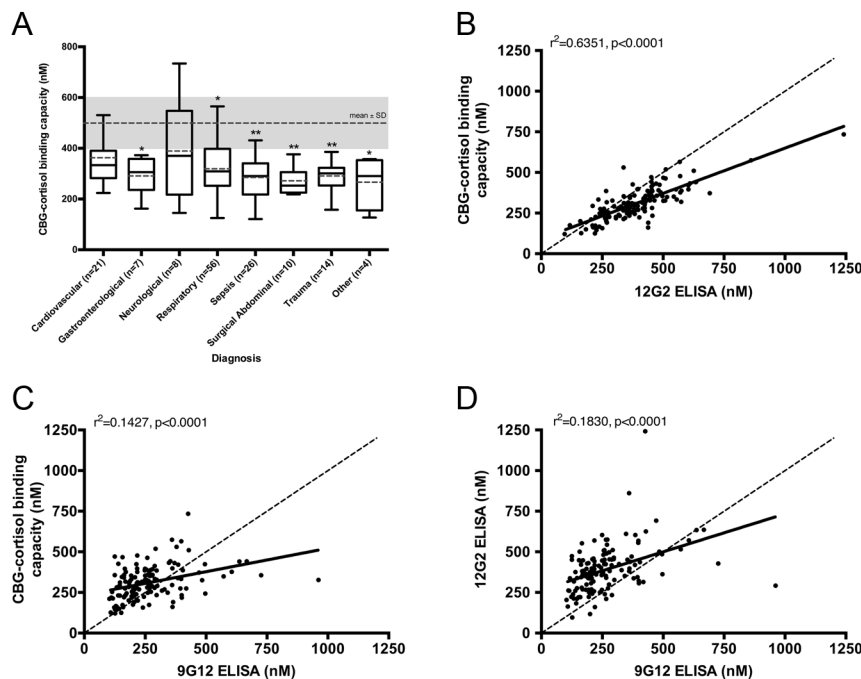 A
CBG-cortisol binding capacity (nM)
800
600
400
200
0
mean ± SD
*
*
**
**
**
*
Cardiovascular (n=21)
Gastroenterological (n=7)
Neurological (n=8)
Respiratory (n=56)
Sepsis (n=26)
Surgical Abdominal (n=10)
Trauma (n=14)
Other (n=4)
Diagnosis
B
r²=0.6351, p<0.0001
CBG-cortisol binding
capacity (nM)
1250
1000
750
500
250
0
0 250 500 750 1000 1250
12G2 ELISA (nM)
C
r²=0.1427, p<0.0001
CBG-cortisol binding
capacity (nM)
1250
1000
750
500
250
0
0 250 500 750 1000 1250
9G12 ELISA (nM)
D
r²=0.1830, p<0.0001
12G2 ELISA (nM)
1250
1000
750
500
250
0
0 250 500 750 1000 1250
9G12 ELISA (nM)